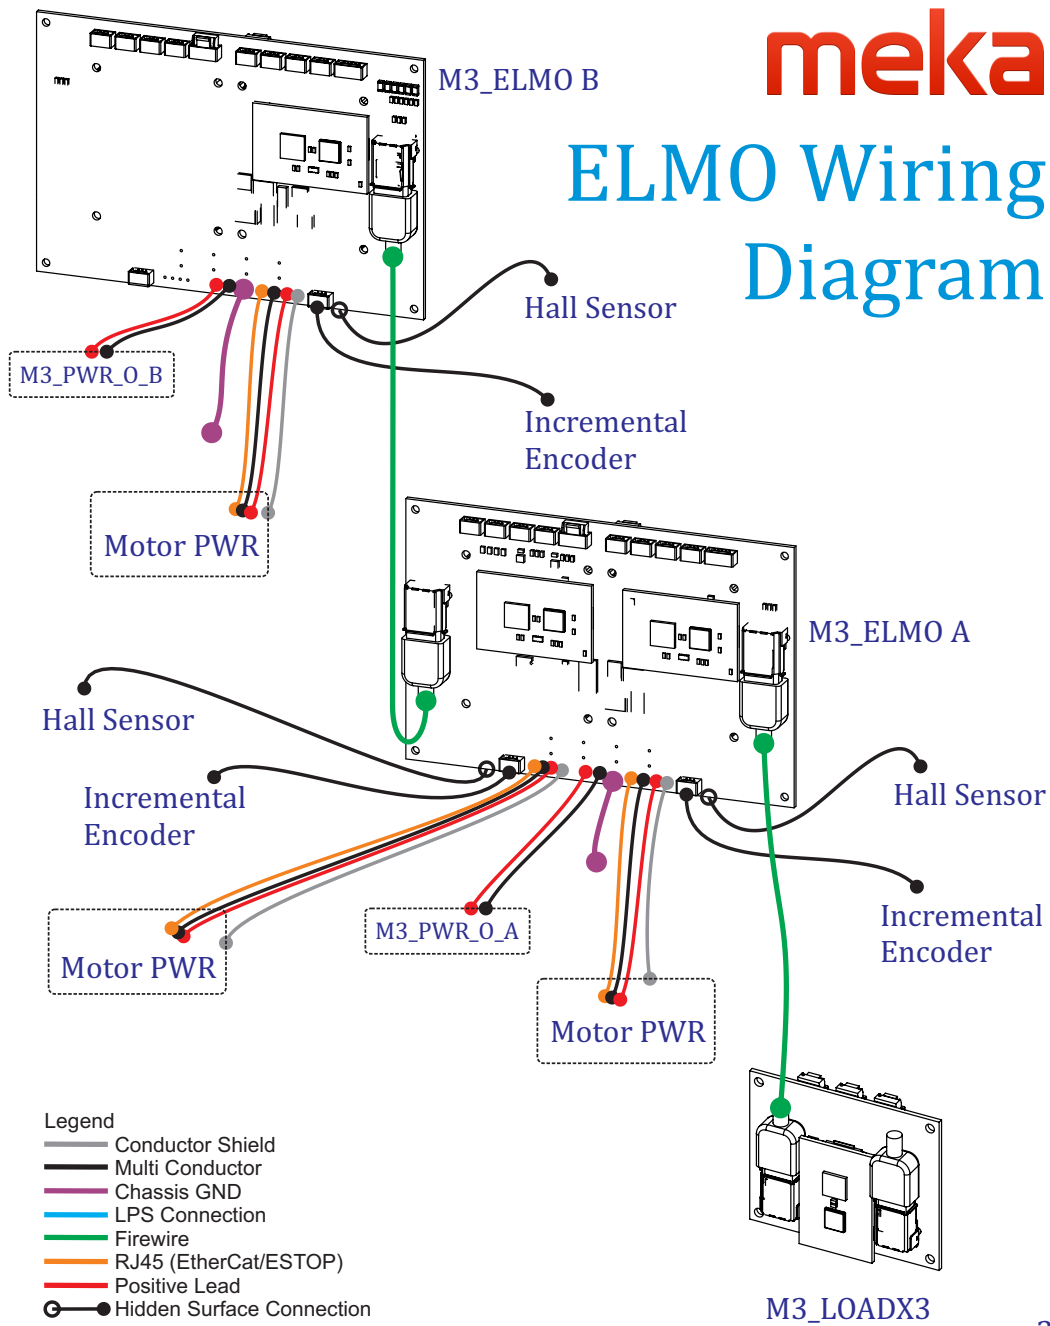 meka
ELMO Wiring
Diagram
M3_ELMO B
Hall Sensor
M3_PWR_O_B
Incremental
Encoder
Motor PWR
M3_ELMO A
Hall Sensor
Incremental
Encoder
Hall Sensor
Incremental
Encoder
M3_PWR_O_A
Motor PWR
Motor PWR
Legend
Conductor Shield
Multi Conductor
Chassis GND
LPS Connection
Firewire
RJ45 (EtherCat/ESTOP)
Positive Lead
Hidden Surface Connection
M3_LOADX3